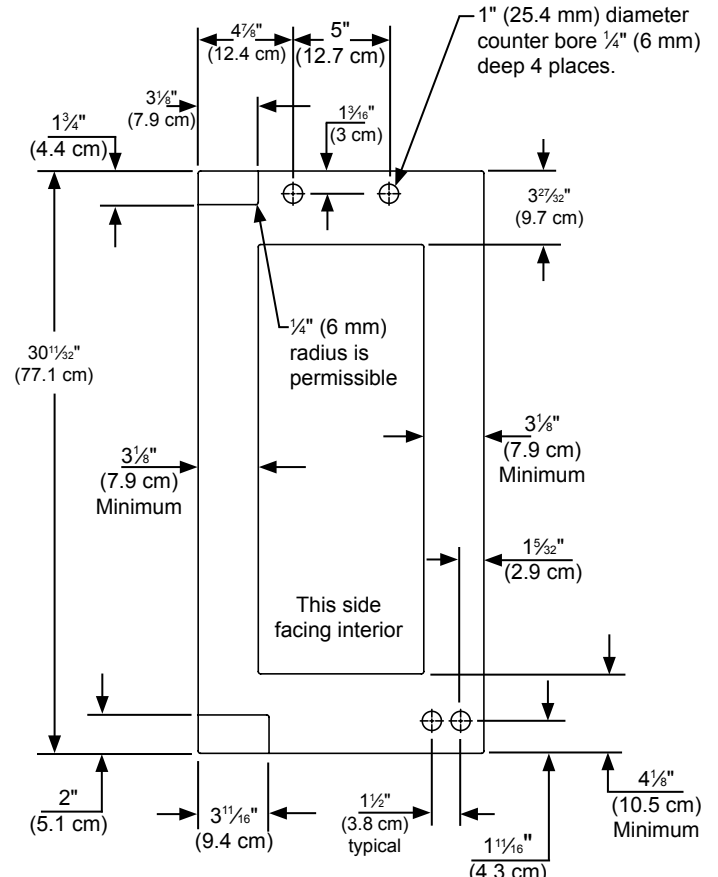 4⅞"
(12.4 cm)
5"
(12.7 cm)
1" (25.4 mm) diameter
counter bore ¼" (6 mm)
deep 4 places.
3⅛"
(7.9 cm)
1¾"
(4.4 cm)
1³⁄₁₆"
(3 cm)
3²⁷⁄₃₂"
(9.7 cm)
¼" (6 mm)
radius is
permissible
30¹¹⁄₃₂"
(77.1 cm)
3⅛"
(7.9 cm)
Minimum
3⅛"
(7.9 cm)
Minimum
1⁵⁄₃₂"
(2.9 cm)
This side
facing interior
2"
(5.1 cm)
3¹¹⁄₁₆"
(9.4 cm)
1½"
(3.8 cm)
typical
1¹¹⁄₁₆"
(4.3 cm)
4⅛"
(10.5 cm)
Minimum